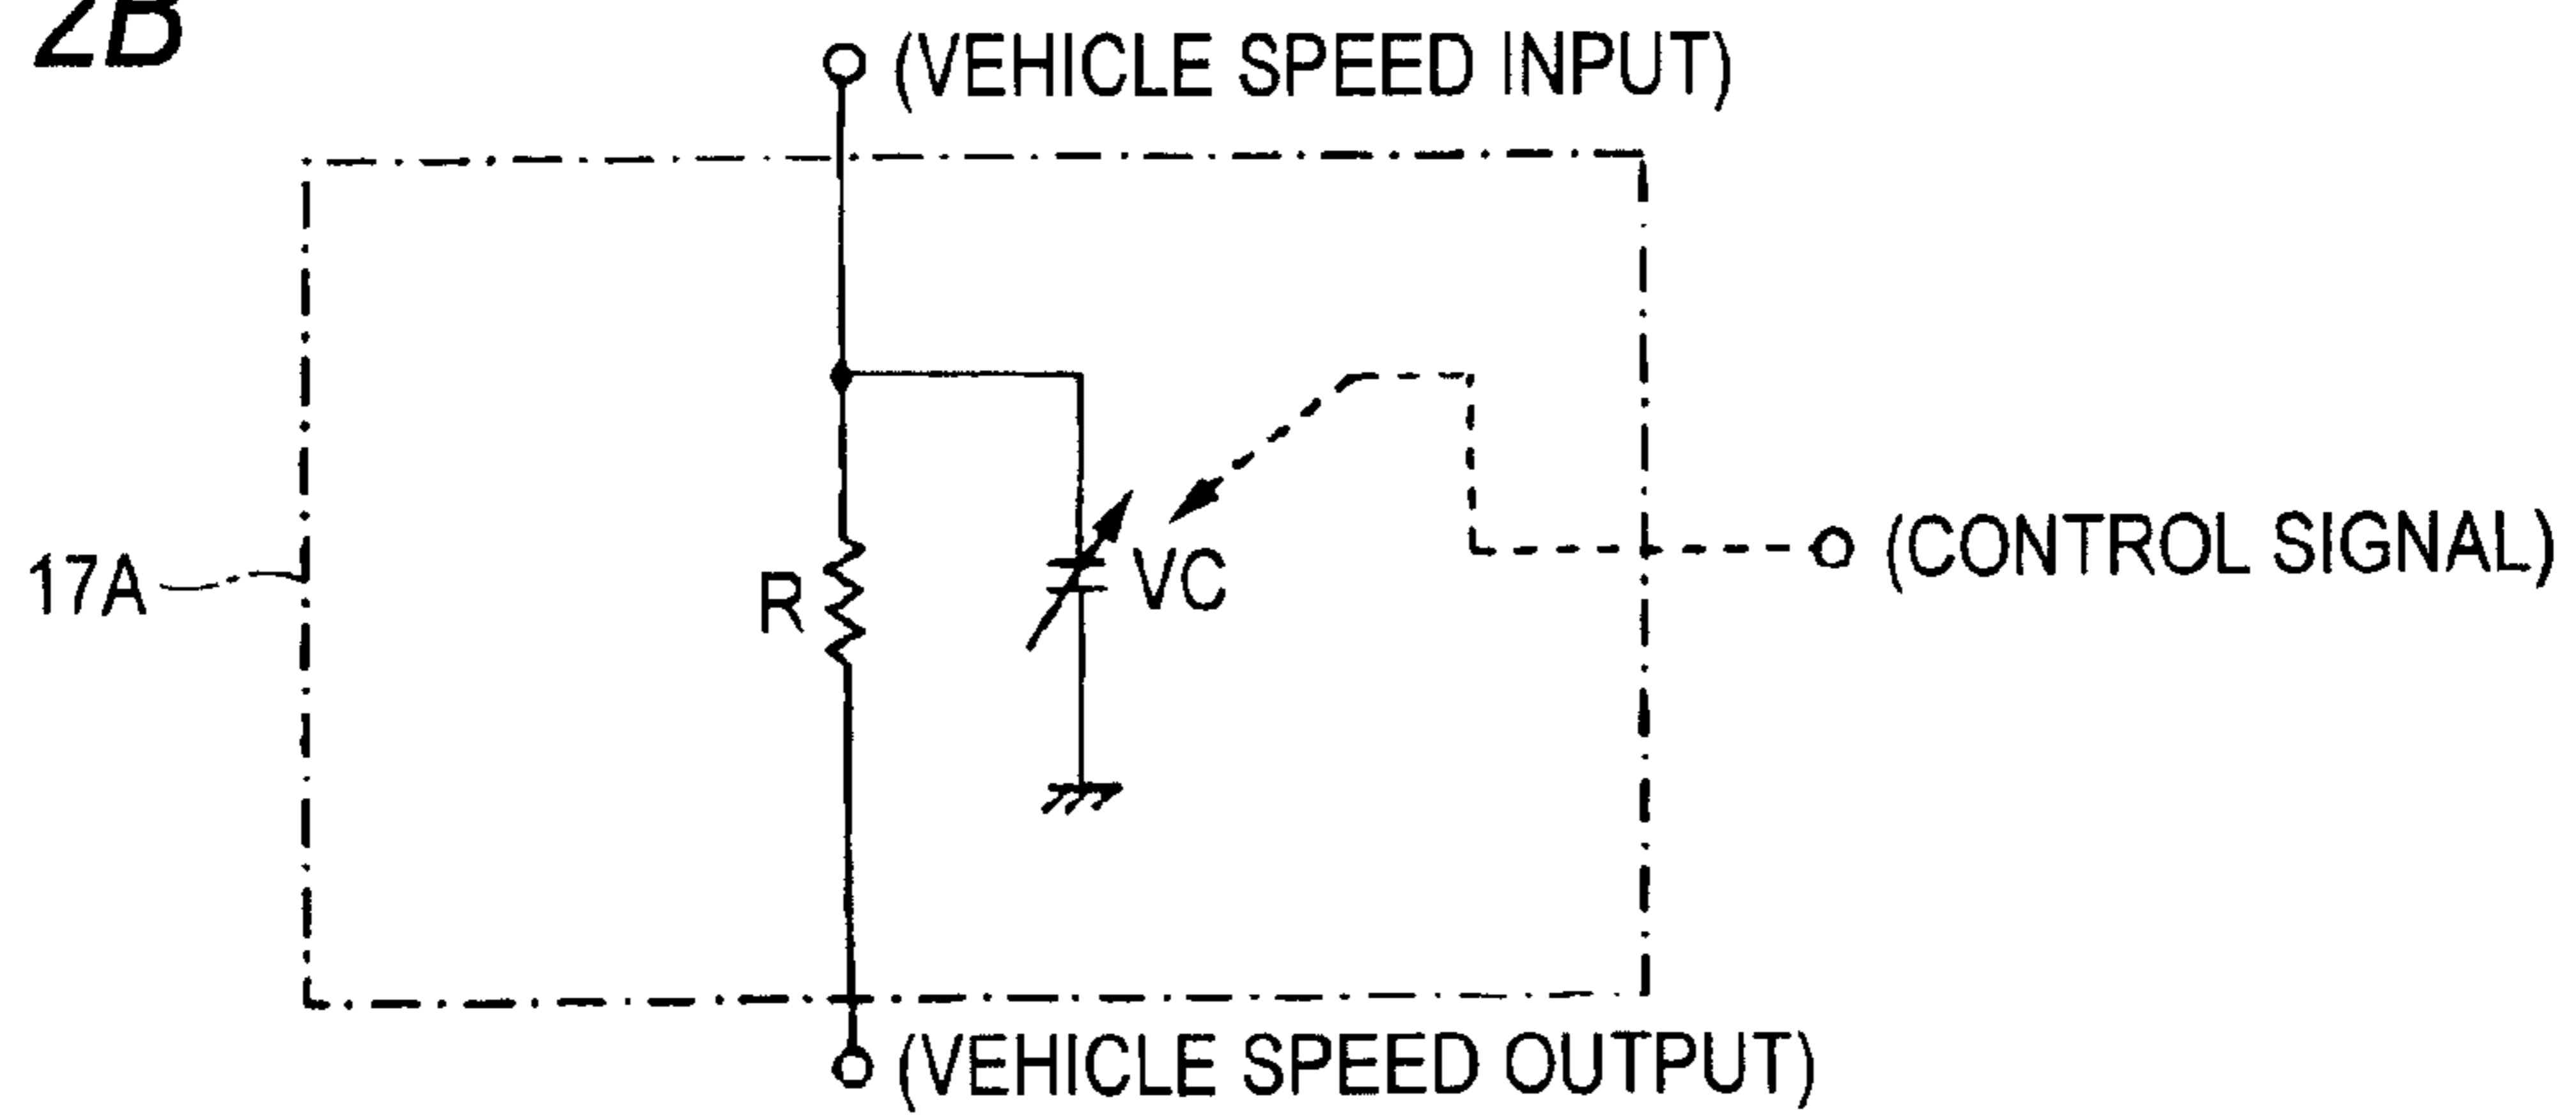 2B
(VEHICLE SPEED INPUT)
17A
R
VC
(CONTROL SIGNAL)
(VEHICLE SPEED OUTPUT)